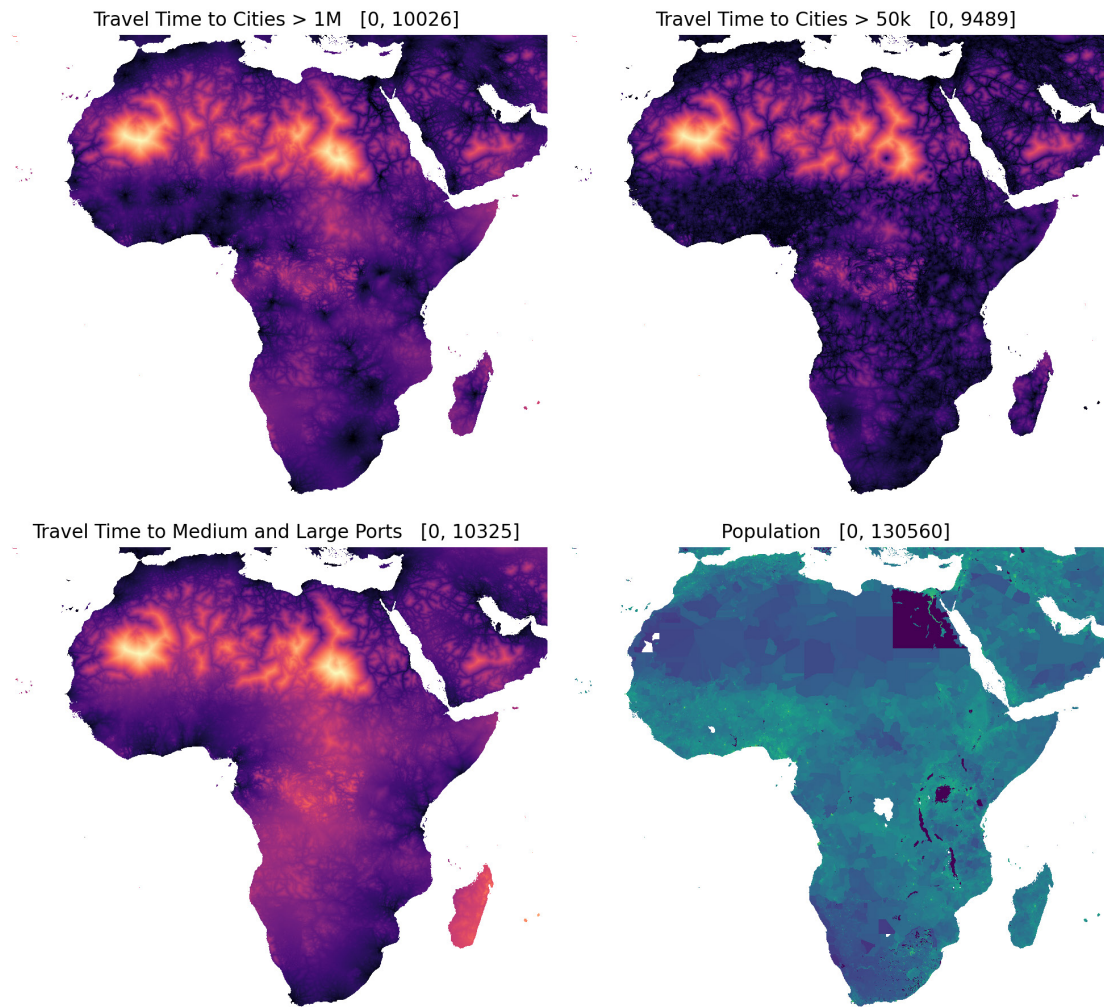 Travel Time to Cities > 1M [0, 10026]
Travel Time to Cities > 50k [0, 9489]
Travel Time to Medium and Large Ports [0, 10325]
Population [0, 130560]